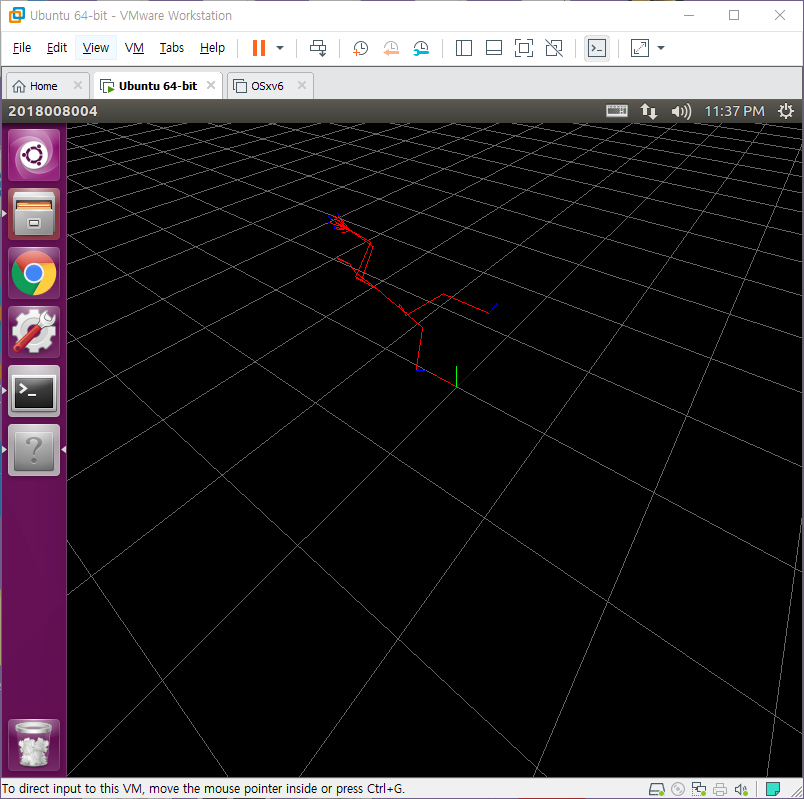 Ubuntu 64-bit - VMware Workstation
File Edit View VM Tabs Help
Home Ubuntu 64-bit OSxv6
2018008004 11:37 PM
>_
?
To direct input to this VM, move the mouse pointer inside or press Ctrl+G.